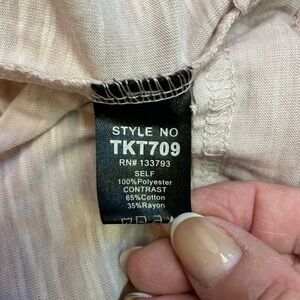 STYLE NO
TKT709
RN# 133793
SELF
100%Polyester
CONTRAST
65%Cotton
35%Rayon